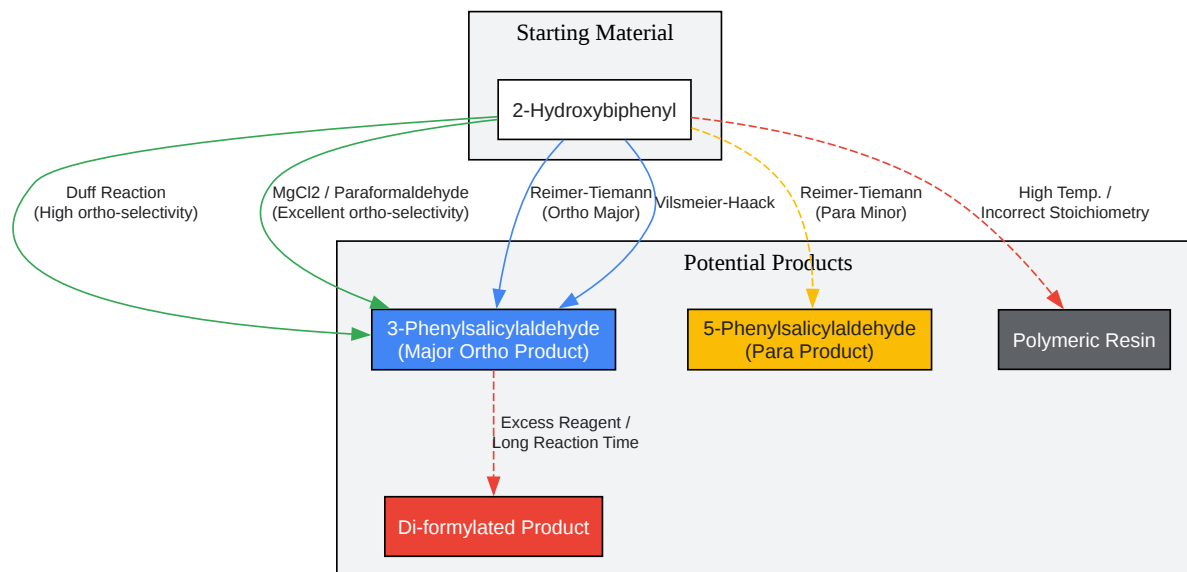 Starting Material
2-Hydroxybiphenyl
Duff Reaction
(High ortho-selectivity)
MgCl2 / Paraformaldehyde
(Excellent ortho-selectivity)
Reimer-Tiemann
(Ortho Major)
Vilsmeier-Haack
Reimer-Tiemann
(Para Minor)
High Temp. /
Incorrect Stoichiometry
Potential Products
3-Phenylsalicylaldehyde
(Major Ortho Product)
5-Phenylsalicylaldehyde
(Para Product)
Polymeric Resin
Excess Reagent /
Long Reaction Time
Di-formylated Product